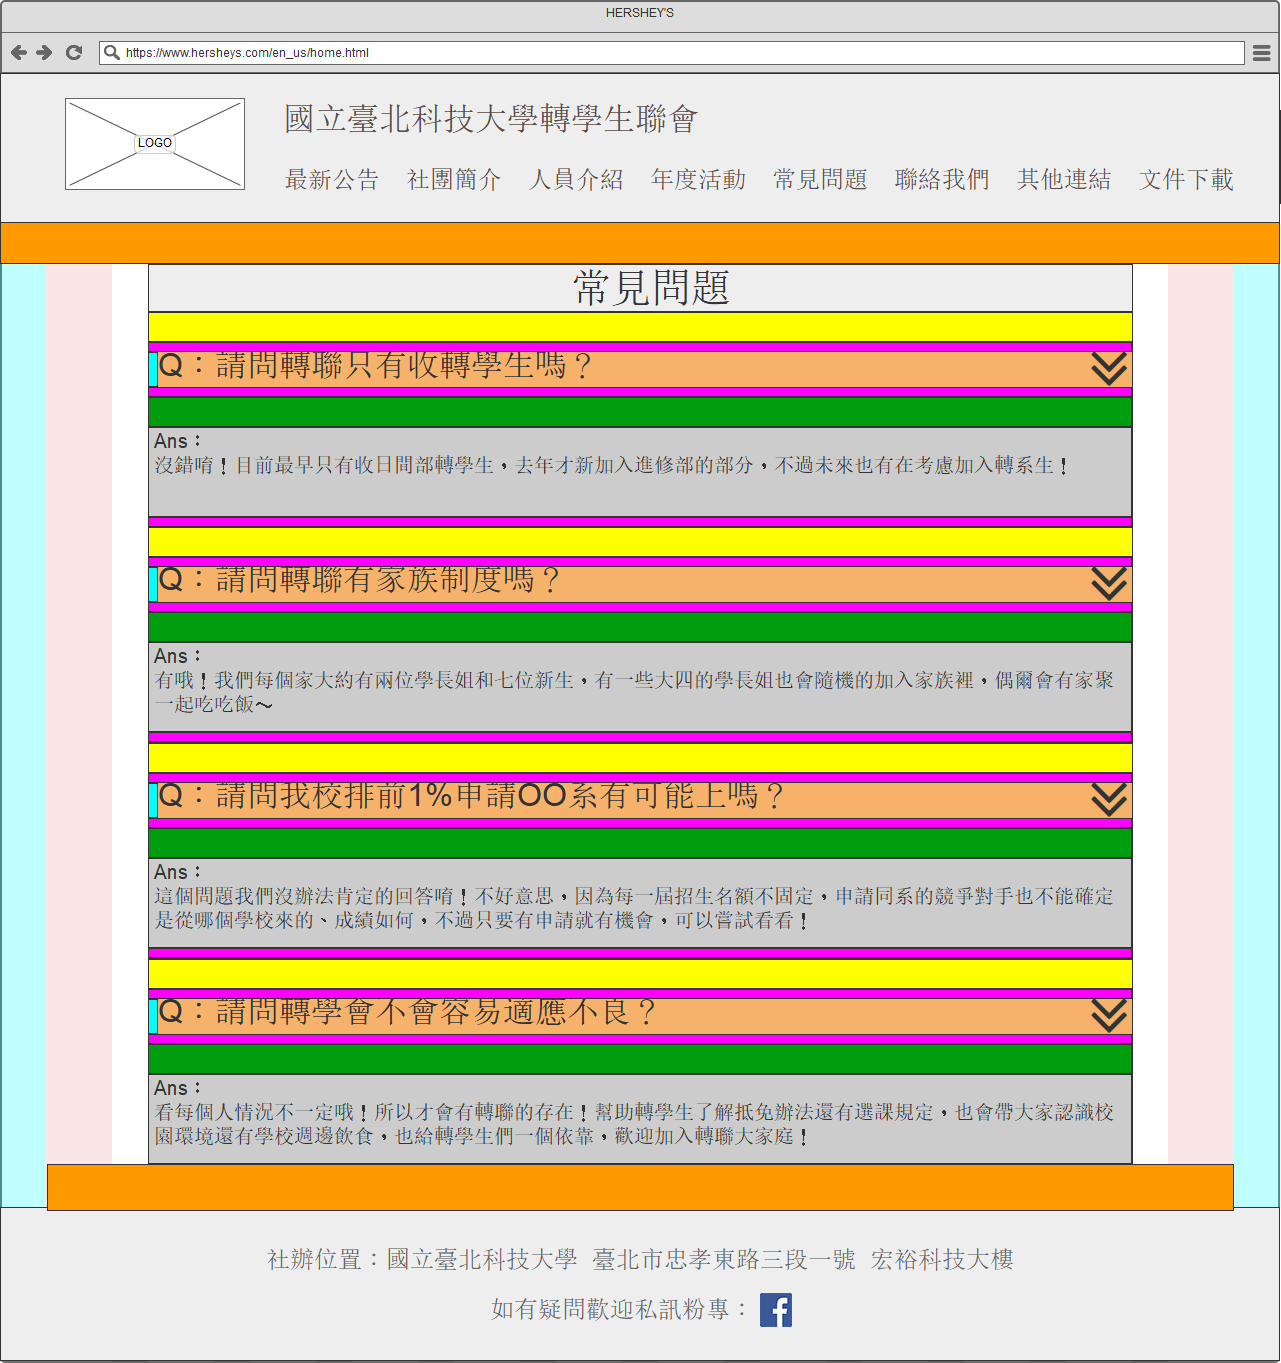 HERSHEY'S
https://www.hersheys.com/en_us/home.html
LOGO
國立臺北科技大學轉學生聯會
最新公告 社團簡介 人員介紹 年度活動 常見問題 聯絡我們 其他連結 文件下載
常見問題
Q：請問轉聯只有收轉學生嗎？
Ans：
沒錯唷！目前最早只有收日間部轉學生，去年才新加入進修部的部分，不過未來也有在考慮加入轉系生！
Q：請問轉聯有家族制度嗎？
Ans：
有哦！我們每個家大約有兩位學長姐和七位新生，有一些大四的學長姐也會隨機的加入家族裡，偶爾會有家聚
一起吃吃飯～
Q：請問我校排前1%申請OO系有可能上嗎？
Ans：
這個問題我們沒辦法肯定的回答唷！不好意思，因為每一屆招生名額不固定，申請同系的競爭對手也不能確定
是從哪個學校來的、成績如何，不過只要有申請就有機會，可以嘗試看看！
Q：請問轉學會不會容易適應不良？
Ans：
看每個人情況不一定哦！所以才會有轉聯的存在！幫助轉學生了解抵免辦法還有選課規定，也會帶大家認識校
園環境還有學校週邊飲食，也給轉學生們一個依靠，歡迎加入轉聯大家庭！
社辦位置：國立臺北科技大學 臺北市忠孝東路三段一號 宏裕科技大樓
如有疑問歡迎私訊粉專：